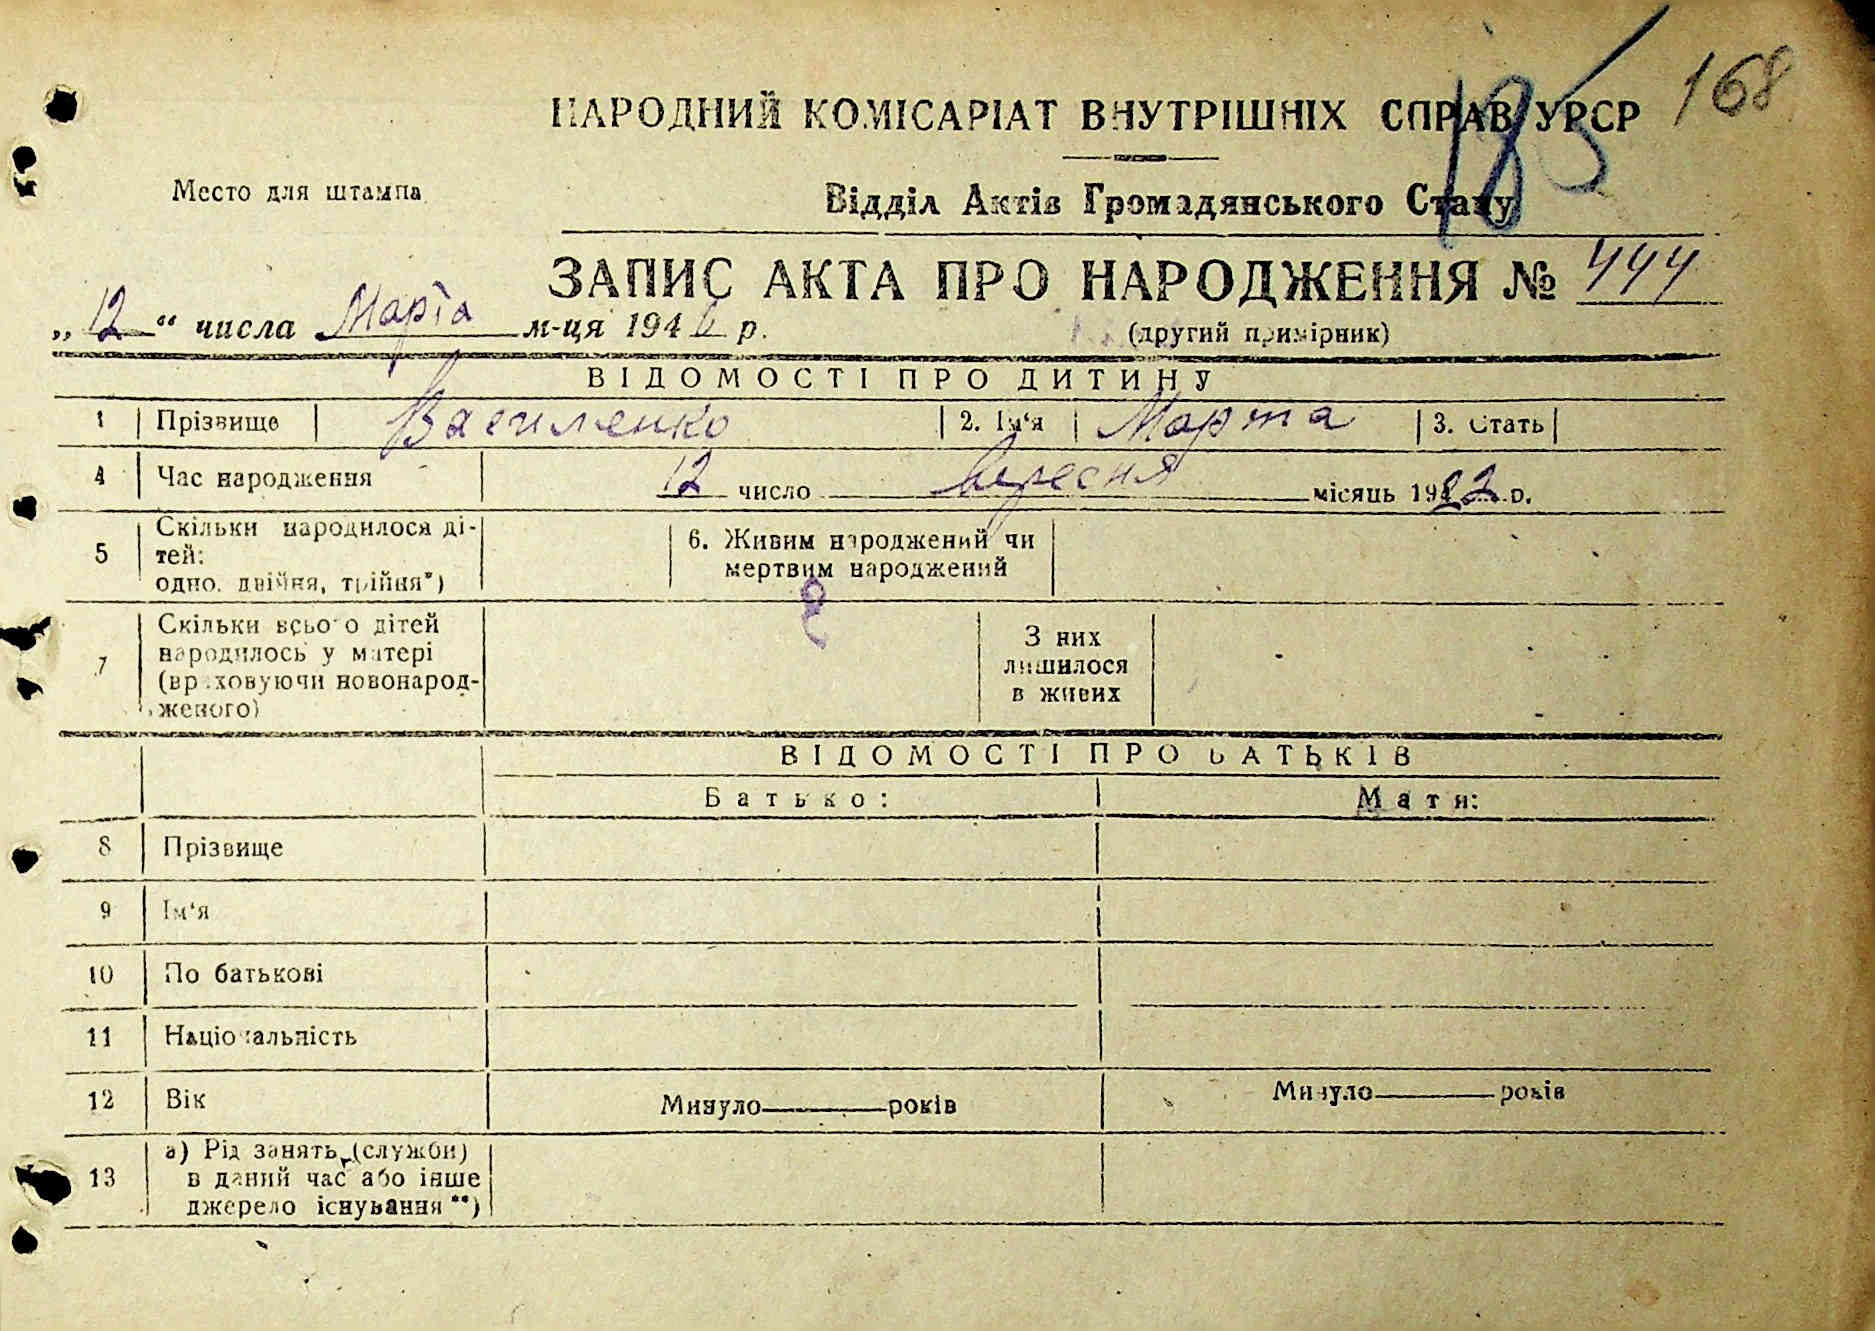 168
185
НАРОДНИЙ КОМІСАРІАТ ВНУТРІШНІХ СПРАВ УРСР
Место для штампа
Відділ Актів Громадянського Стану
ЗАПИС АКТА ПРО НАРОДЖЕННЯ № 444
„12“ числа Марта м-ця 1946 р.
(другий примірник)
ВІДОМОСТІ ПРО ДИТИНУ
1 Прізвище Василенко 2. Ім‘я Марта 3. Стать
4 Час народження 12 число вересня місяць 1922 р.
5 Скільки народилося ді-
тей:
одно, двійня, трійня*)
6. Живим народжений чи
мертвим народжений
7 Скільки всього дітей
народилось у матері
(враховуючи новонарод-
женого)
З них
лишилося
в живих
ВІДОМОСТІ ПРО БАТЬКІВ
Батько: Мати:
8 Прізвище
9 Ім‘я
10 По батькові
11 Національність
12 Вік Минуло — років Минуло — років
13 а) Рід занять (служби)
в даний час або інше
джерело існування **)